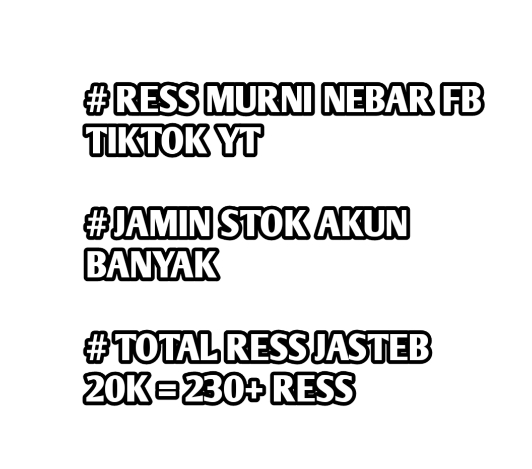 # RESS MURNI NEBAR FB
TIKTOK YT
# JAMIN STOK AKUN
BANYAK
# TOTAL RESS JASTEB
20K = 230+ RESS